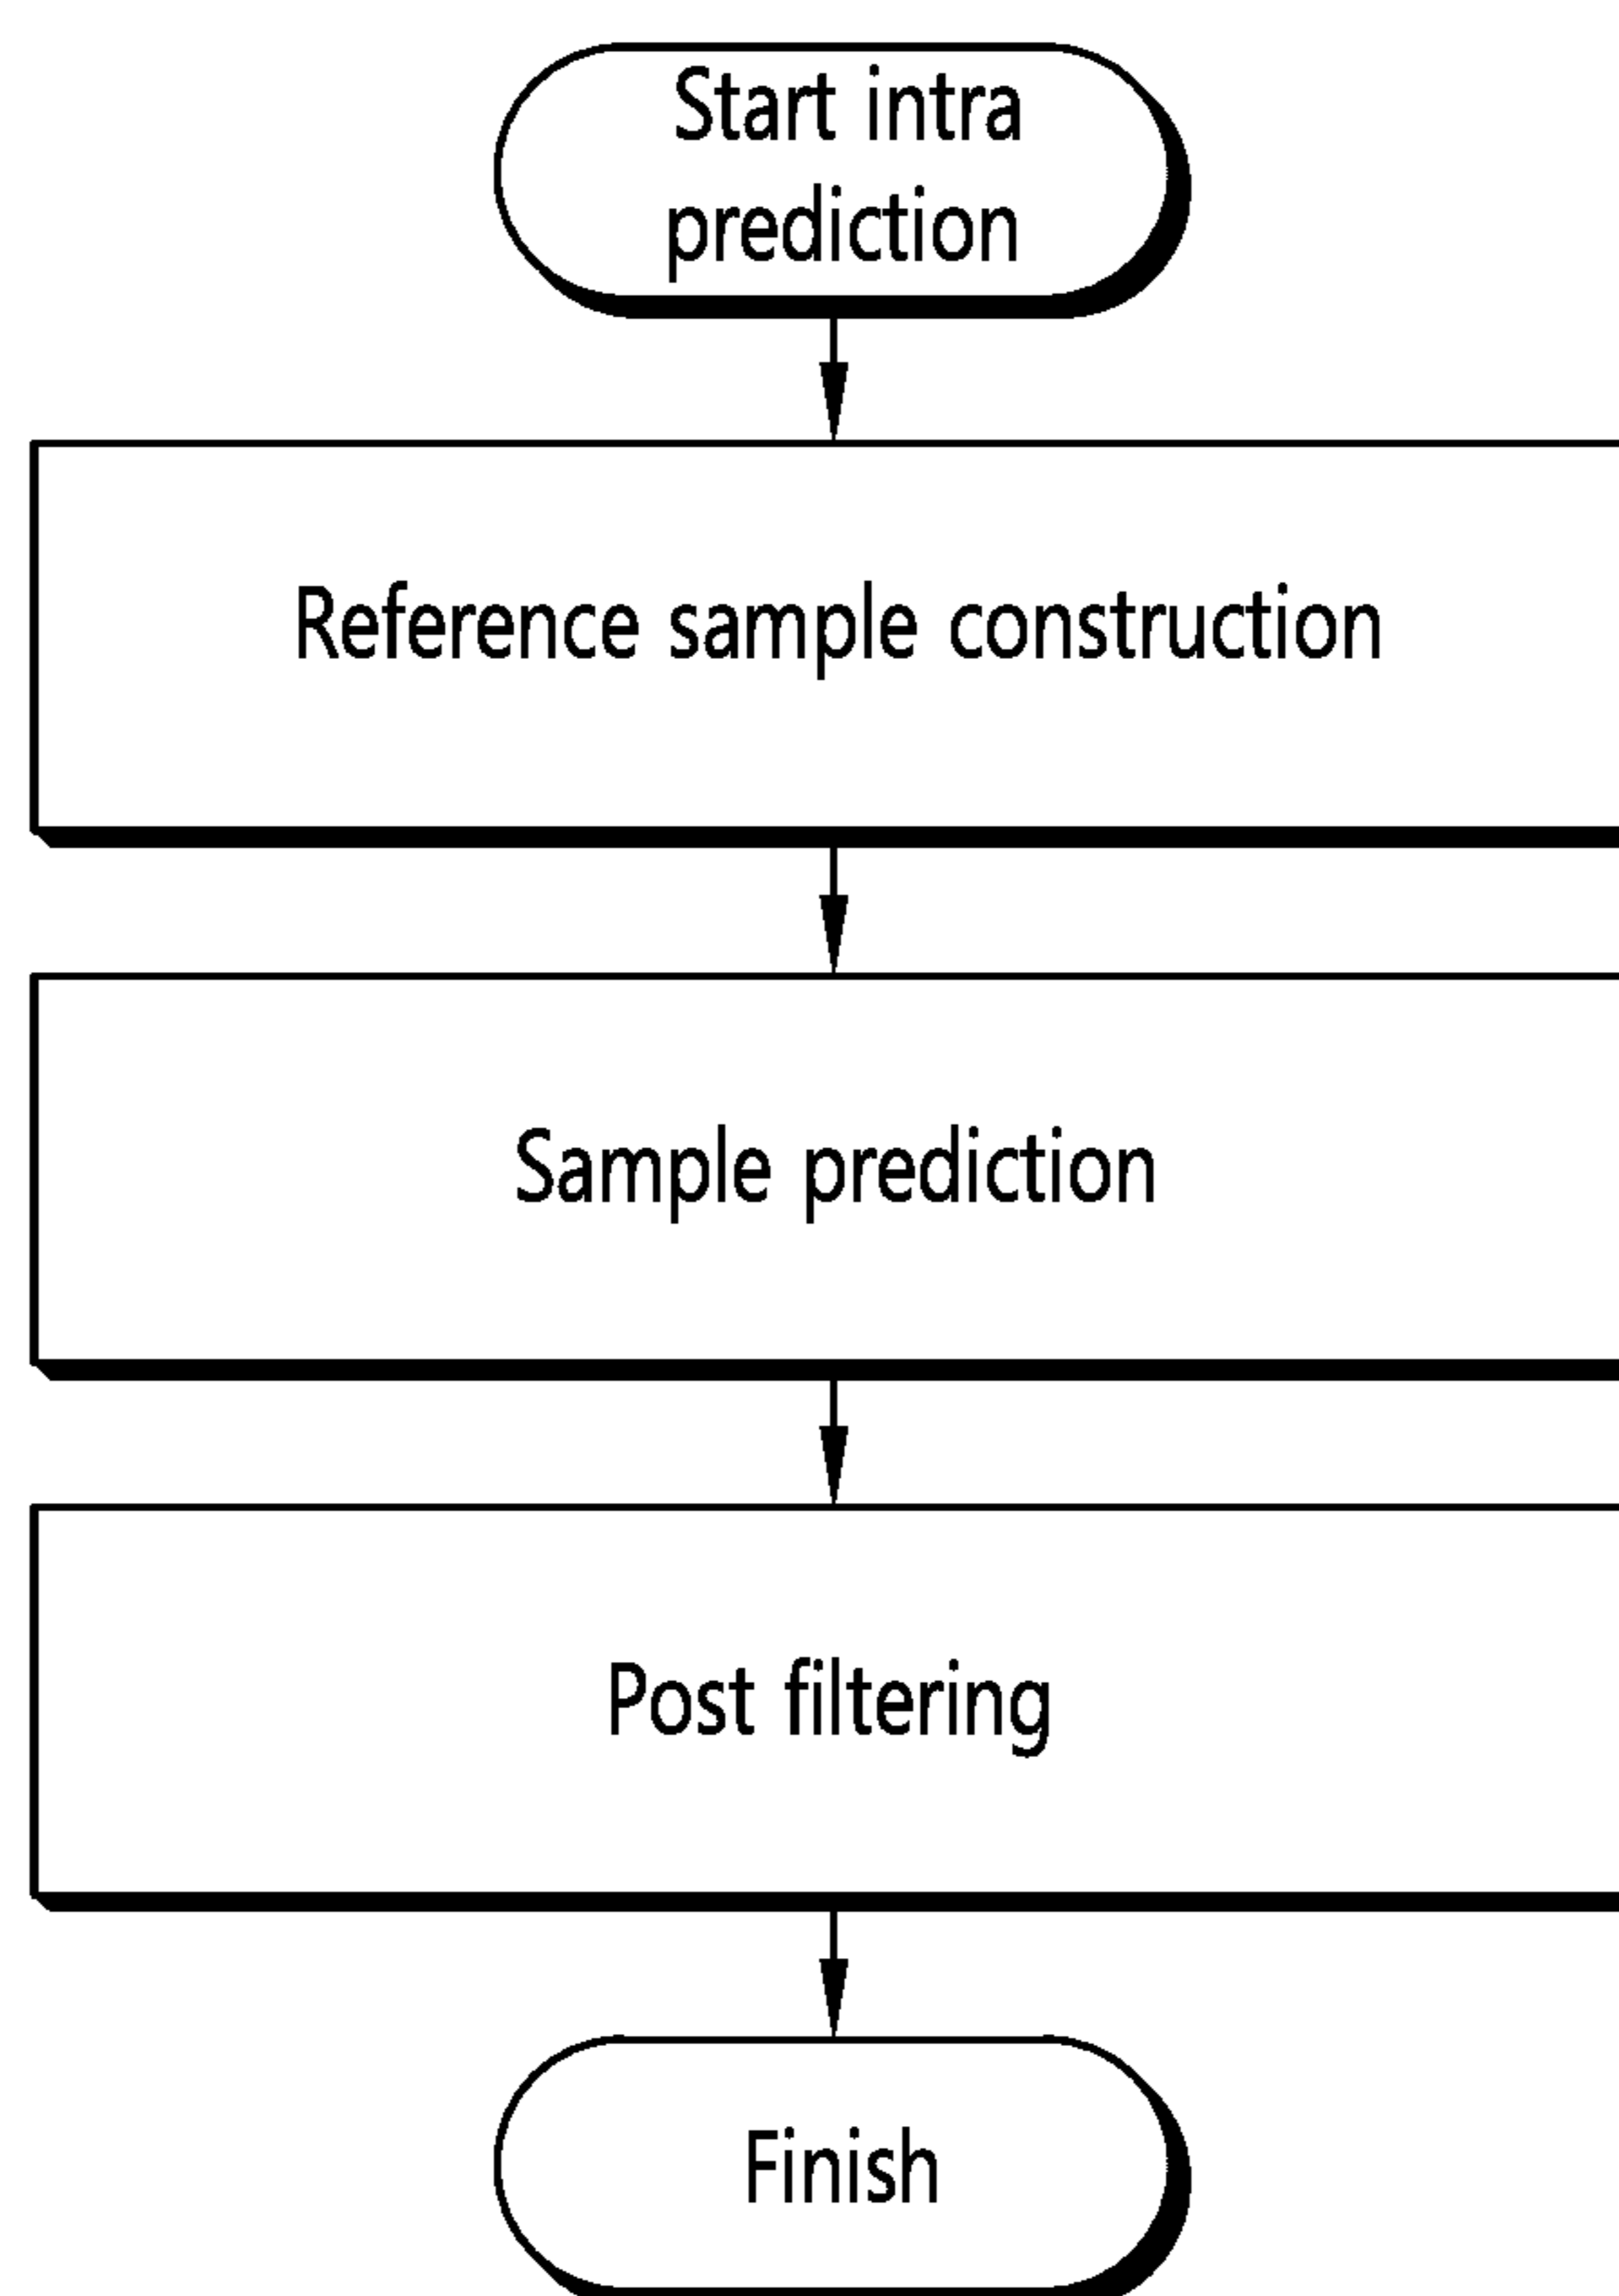 Start intra
prediction
Reference sample construction
Sample prediction
Post filtering
Finish